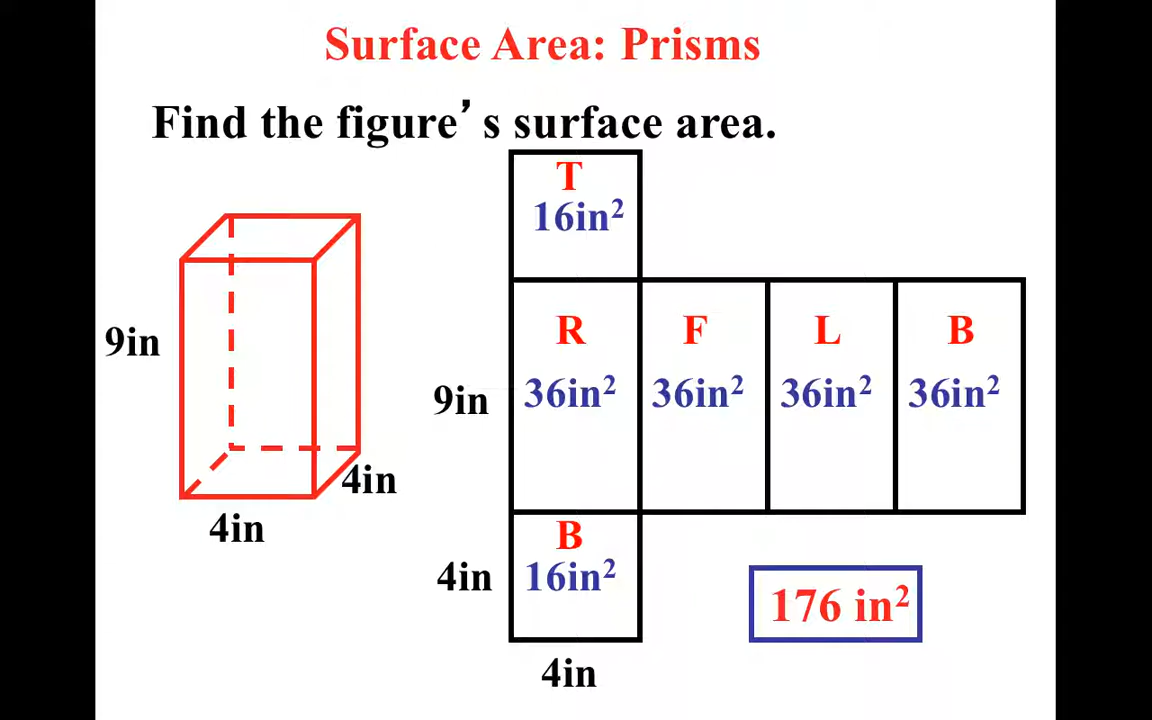 Surface Area: Prisms
Find the figure’s surface area.
T
16in²
9in
4in
4in
R F L B
9in 36in² 36in² 36in² 36in²
B
4in 16in²
4in
176 in²